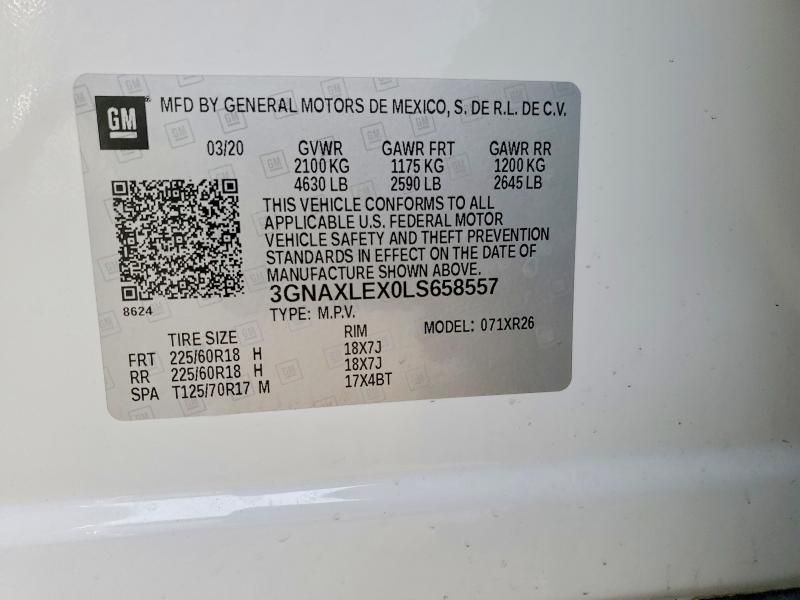 GM MFD BY GENERAL MOTORS DE MEXICO, S. DE R.L. DE C.V.
03/20 GVWR GAWR FRT GAWR RR
2100 KG 1175 KG 1200 KG
4630 LB 2590 LB 2645 LB
THIS VEHICLE CONFORMS TO ALL
APPLICABLE U.S. FEDERAL MOTOR
VEHICLE SAFETY AND THEFT PREVENTION
STANDARDS IN EFFECT ON THE DATE OF
MANUFACTURE SHOWN ABOVE.
3GNAXLEX0LS658557
8624
TYPE: M.P.V. MODEL: 071XR26
TIRE SIZE RIM
FRT 225/60R18 H 18X7J
RR 225/60R18 H 18X7J
SPA T125/70R17 M 17X4BT